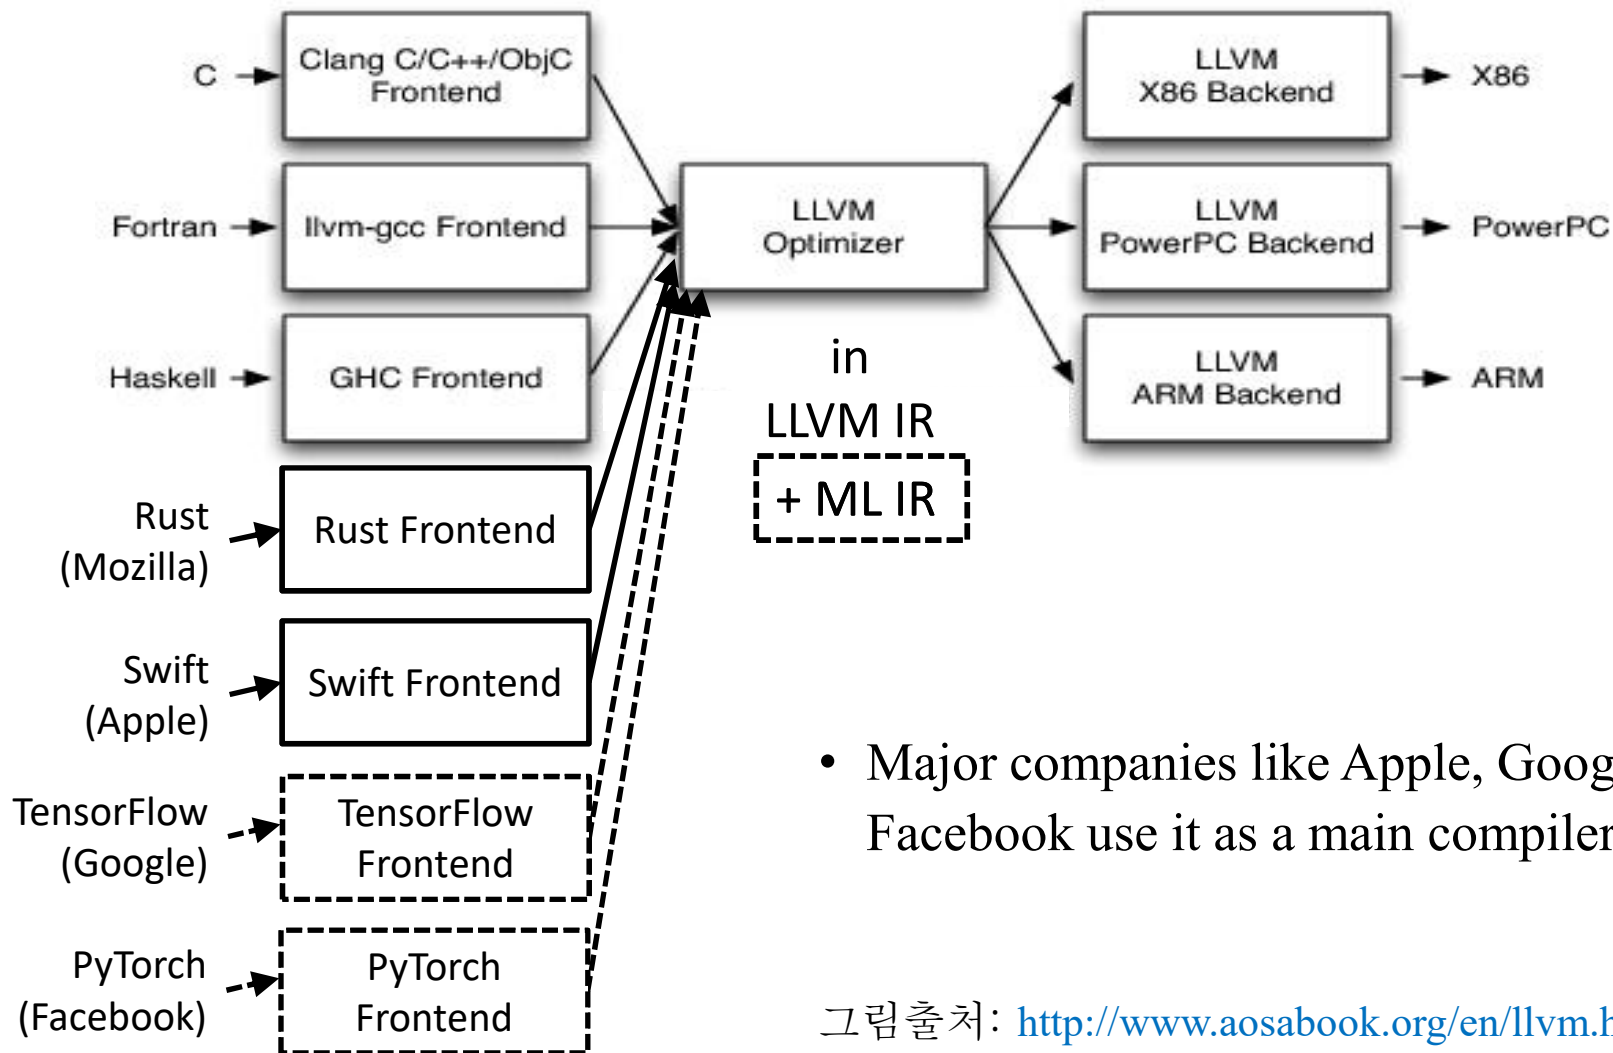 C
Clang C/C++/ObjC
Frontend
Fortran
llvm-gcc Frontend
Haskell
GHC Frontend
Rust
(Mozilla)
Rust Frontend
Swift
(Apple)
Swift Frontend
TensorFlow
(Google)
TensorFlow
Frontend
PyTorch
(Facebook)
PyTorch
Frontend
LLVM
Optimizer
in
LLVM IR
+ ML IR
LLVM
X86 Backend
X86
LLVM
PowerPC Backend
PowerPC
LLVM
ARM Backend
ARM
• Major companies like Apple, Goog
Facebook use it as a main compiler
그림출처: http://www.aosabook.org/en/llvm.h